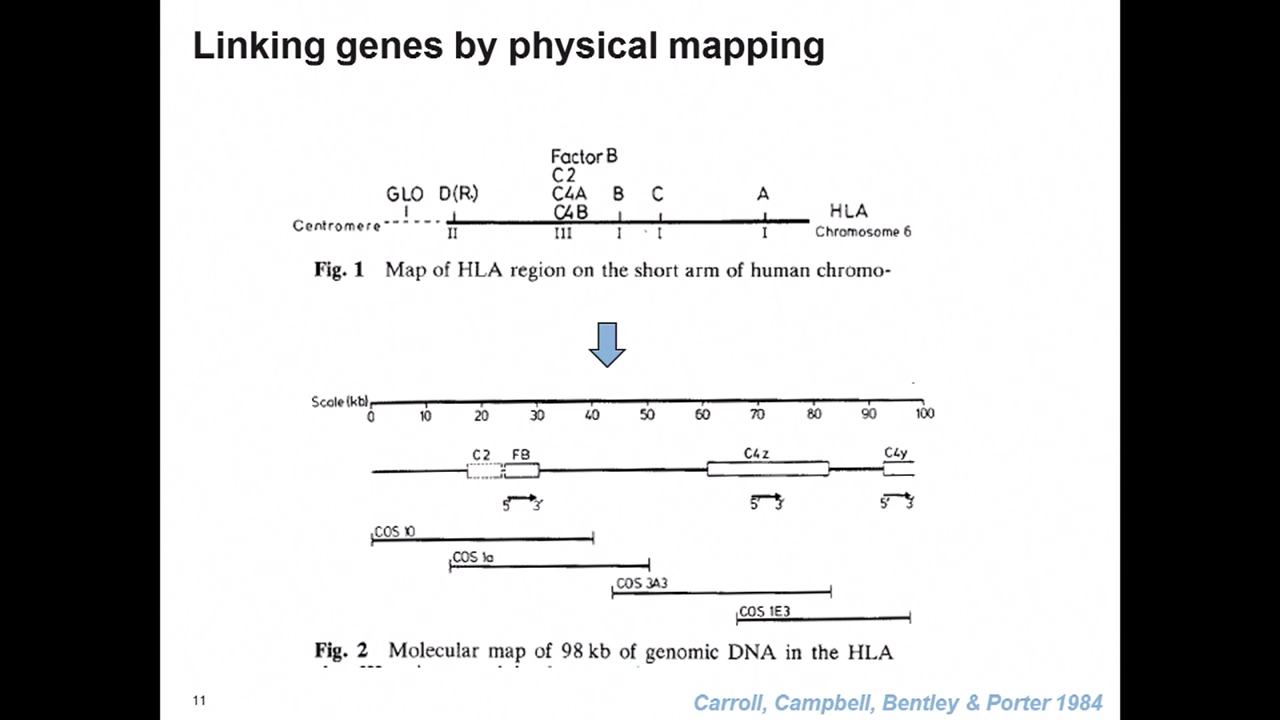 Linking genes by physical mapping
Factor B
C2
GLO D(R) C4A B C A
C4B
Centromere
HLA
II III I I I
Chromosome 6
Fig. 1 Map of HLA region on the short arm of human chromo-
Scale (kb)
0 10 20 30 40 50 60 70 80 90 100
C2 FB C4z C4y
5' 3' 5' 3' 5' 3'
COS 10
COS 1a
COS 3A3
COS 1E3
Fig. 2 Molecular map of 98 kb of genomic DNA in the HLA
11
Carroll, Campbell, Bentley & Porter 1984